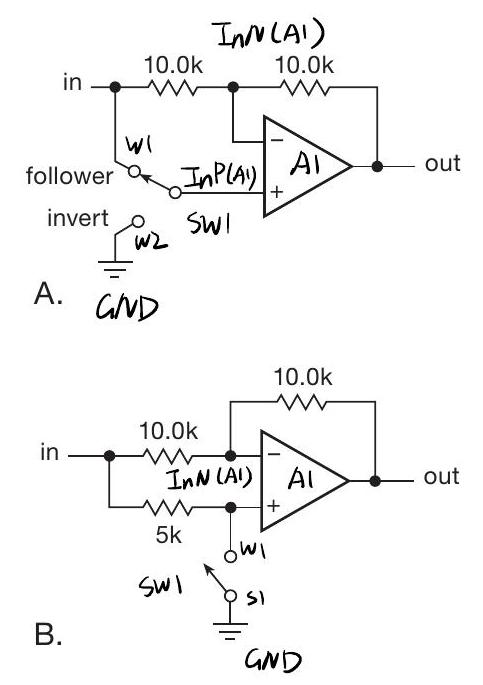 InN(A1)
10.0k
10.0k
in
W1
−
A1
out
follower
InP(A1)
+
invert
W2
SW1
A.
GND
10.0k
10.0k
in
−
InN(A1)
A1
out
+
5k
W1
SW1
S1
B.
GND